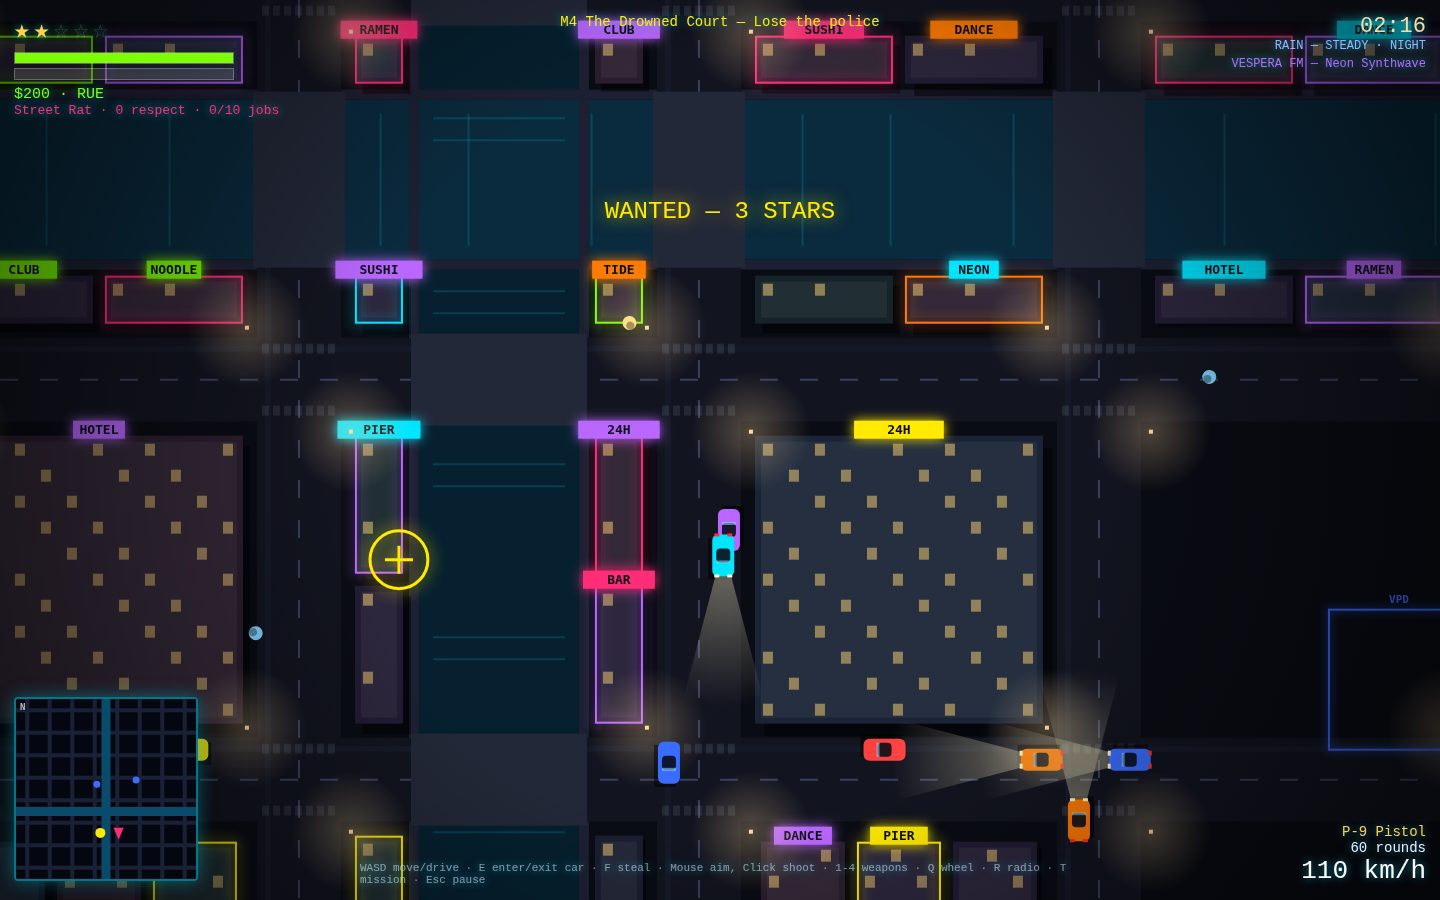 RAMEN
CLUB
M4 The Drowned Court — Lose the police
SUSHI
DANCE
02:16
RAIN — STEADY · NIGHT
VESPERA FM — Neon Synthwave
$200 · RUE
Street Rat · 0 respect · 0/10 jobs
WANTED — 3 STARS
CLUB
NOODLE
SUSHI
TIDE
NEON
HOTEL
RAMEN
HOTEL
PIER
24H
24H
BAR
VPD
N
DANCE
PIER
P-9 Pistol
60 rounds
110 km/h
WASD move/drive · E enter/exit car · F steal · Mouse aim, Click shoot · 1-4 weapons · Q wheel · R radio · T
mission · Esc pause